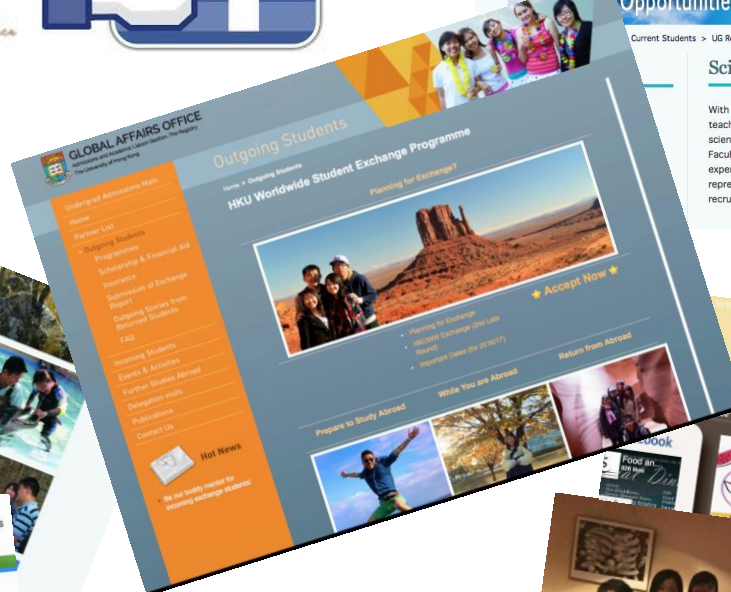 Opportunitie
Current Students > UG R
Sci
With
teach
scien
Facul
exper
repre
recru
GLOBAL AFFAIRS OFFICE
Admissions and Academic Liaison Section, The Registry
The University of Hong Kong
Outgoing Students
Home > Outgoing Students
HKU Worldwide Student Exchange Programme
Planning for Exchange?
Undergrad Admissions Main
Home
Partner List
Outgoing Students
Programmes
Scholarship & Financial Aid
Insurance
Submission of Exchange
Report
Outgoing Stories from
Returned Students
FAQ
Incoming Students
Events & Activities
Further Studies Abroad
Delegation visits
Publications
Contact Us
Hot News
Be our buddy mentor for
incoming exchange students!
Accept Now
Planning for Exchange
HKUWW Exchange (2nd Late
Round)
Important Dates (for 2016/17)
Prepare to Study Abroad
While You are Abroad
Return from Abroad
book
Food an...